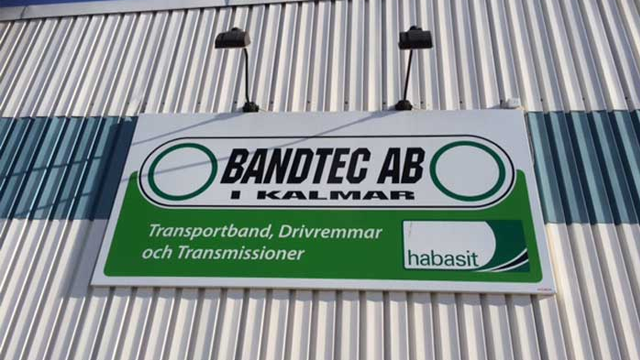 BANDTEC AB
I KALMAR
Transportband, Drivremmar
och Transmissioner
habasit